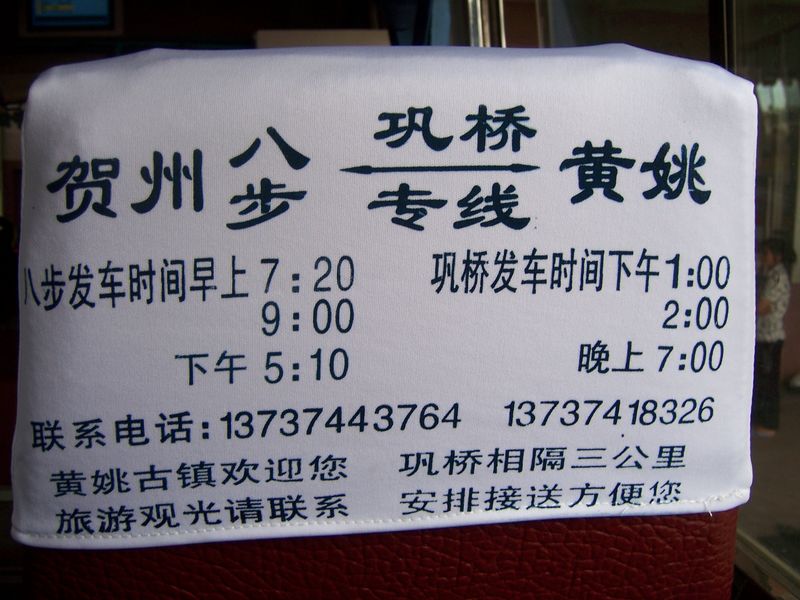 贺州八步 巩桥专线 黄姚
八步发车时间早上 7:20 巩桥发车时间下午 1:00
9:00 2:00
下午 5:10 晚上 7:00
联系电话:13737443764 13737418326
黄姚古镇欢迎您 巩桥相隔三公里
旅游观光请联系 安排接送方便您